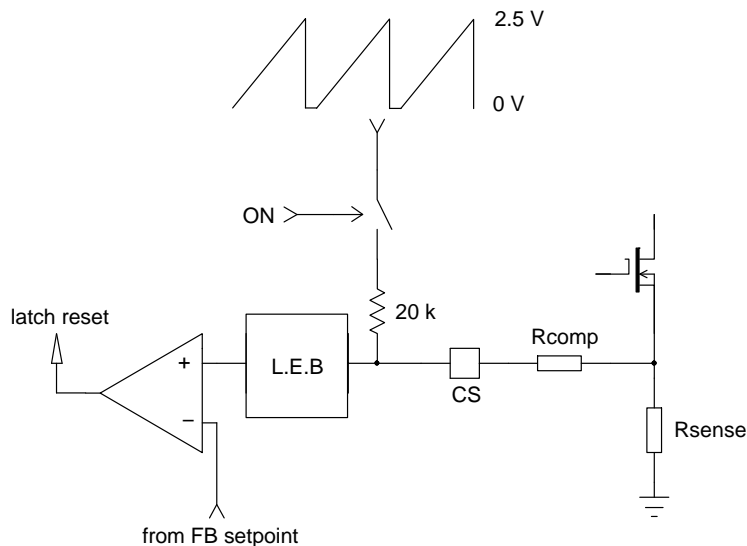 2.5 V
0 V
ON
20 k
latch reset
Rcomp
+
L.E.B
CS
−
Rsense
from FB setpoint